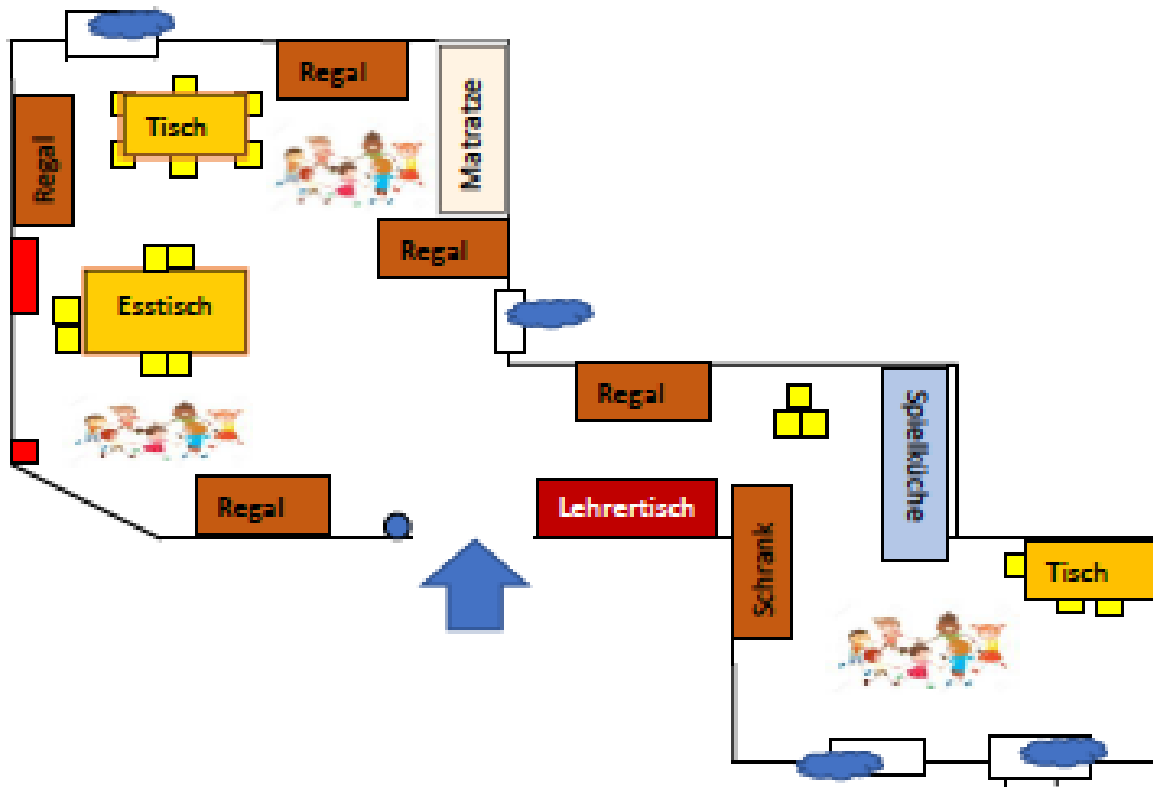 Regal
Matratze
Tisch
Regal
Regal
Esstisch
Regal
Spielküche
Regal
Lehrertisch
Schrank
Tisch